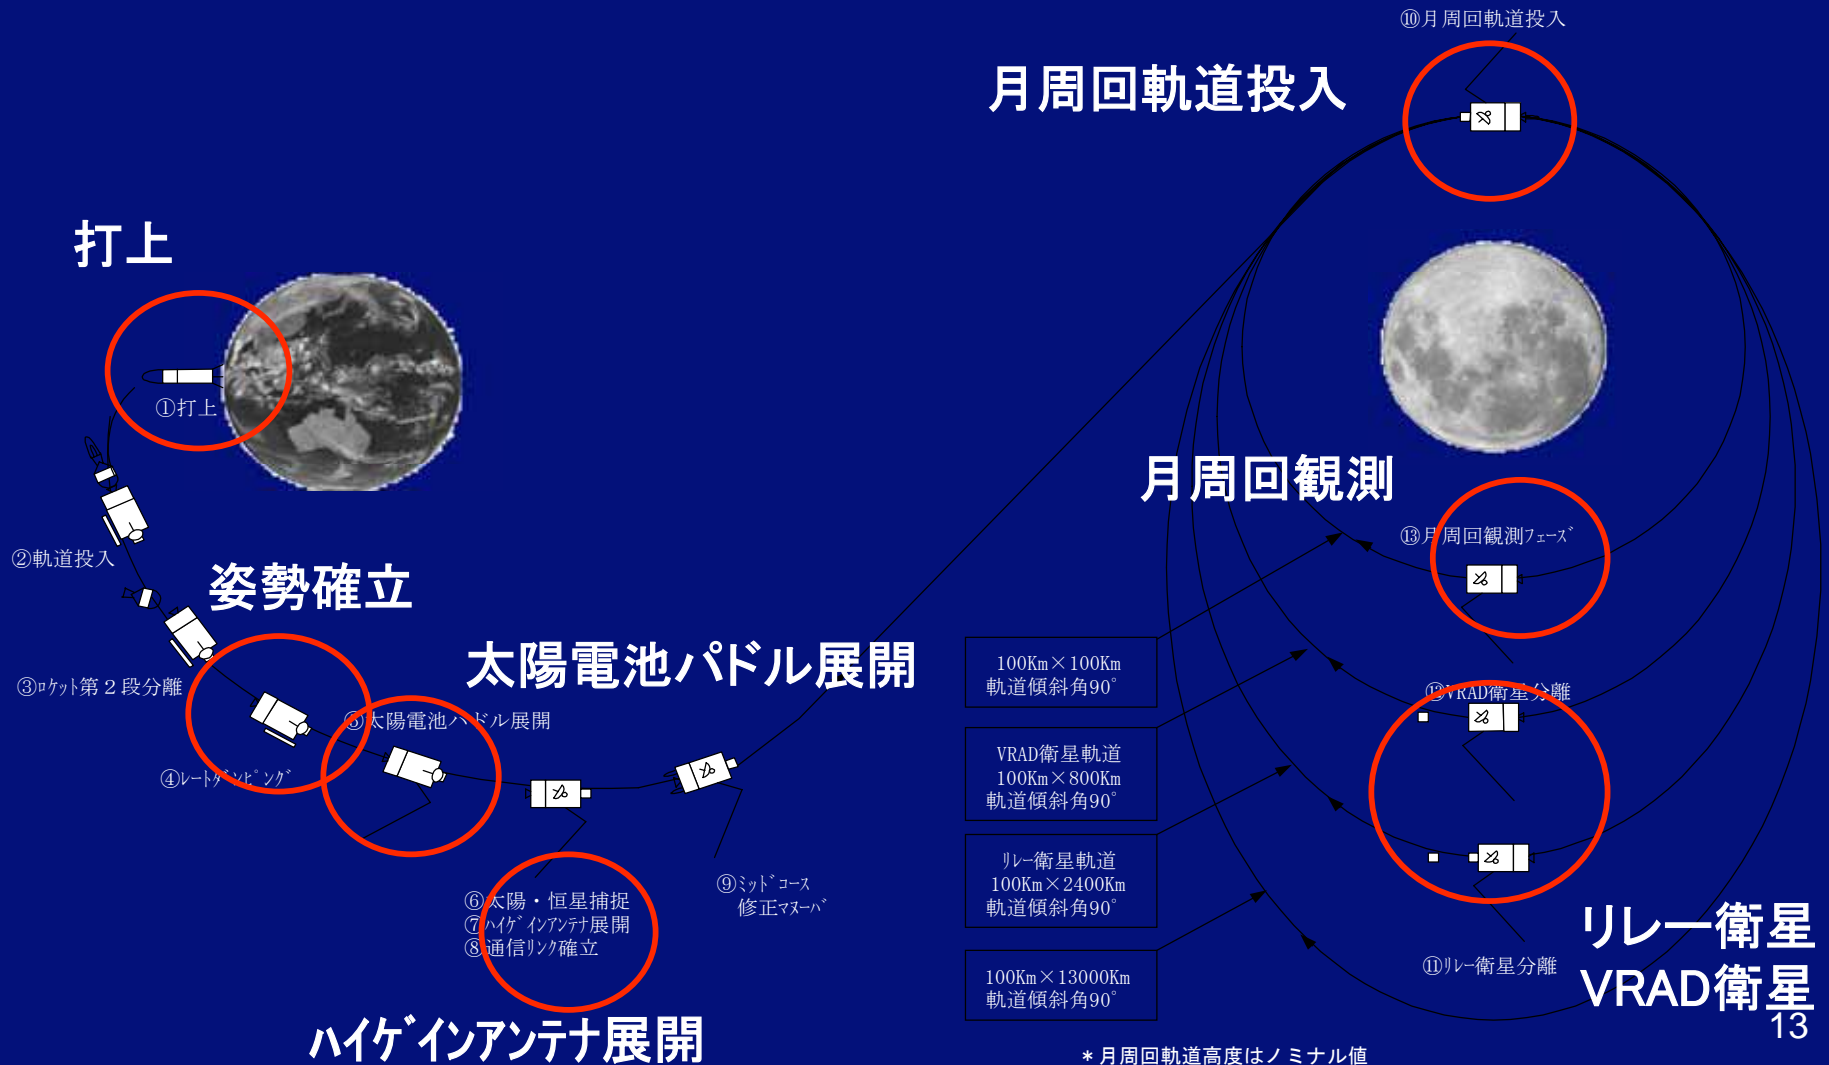 ⑩月周回軌道投入
月周回軌道投入
打上
①打上
②軌道投入
姿勢確立
③ロケット第２段分離
太陽電池パドル展開
⑤太陽電池パドル展開
④レートダンピング
⑥太陽・恒星捕捉
⑦ハイゲインアンテナ展開
⑧通信リンク確立
⑨ミッドコース
修正マヌーバ
ハイゲインアンテナ展開
月周回観測
⑬月周回観測フェーズ
100Km×100Km
軌道傾斜角90°
⑫VRAD衛星分離
VRAD衛星軌道
100Km×800Km
軌道傾斜角90°
リレー衛星軌道
100Km×2400Km
軌道傾斜角90°
⑪リレー衛星分離
100Km×13000Km
軌道傾斜角90°
リレー衛星
VRAD衛星
13
＊月周回軌道高度はノミナル値